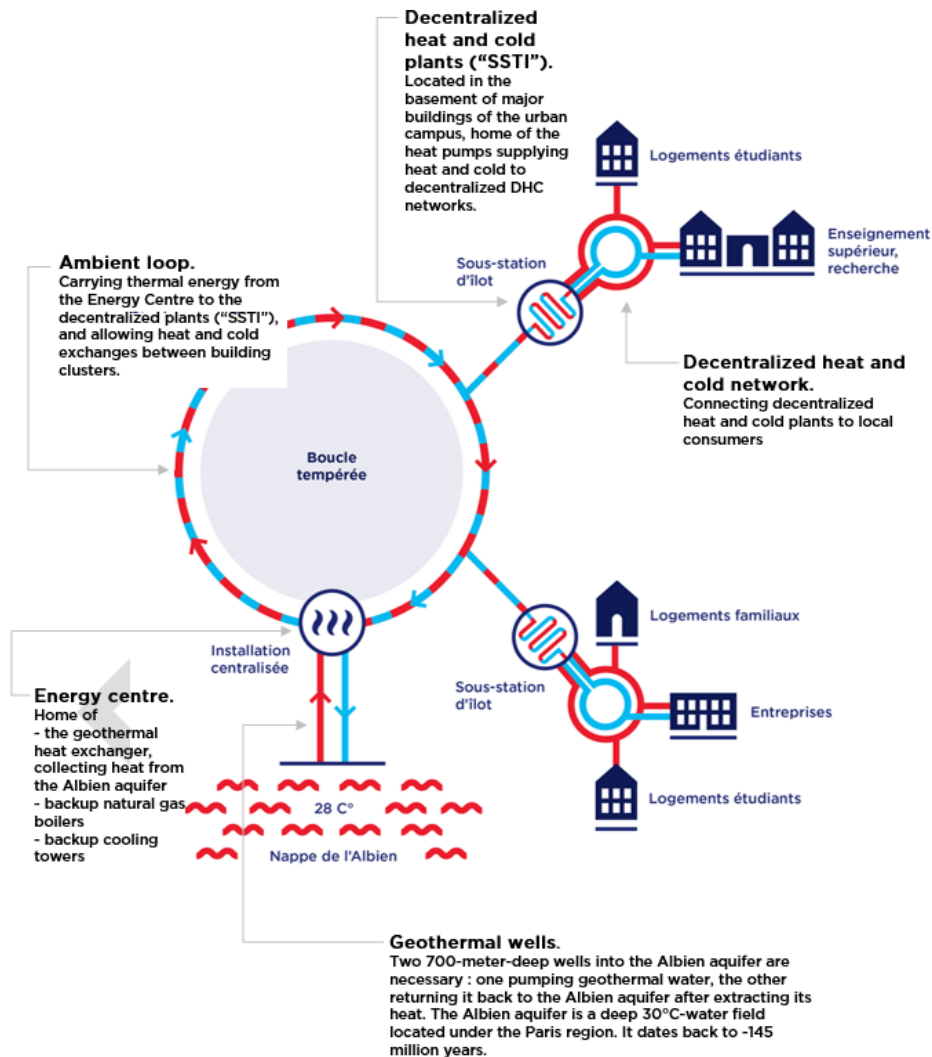 Decentralized
heat and cold
plants (“SSTI”).
Located in the
basement of major
buildings of the urban
campus, home of the
heat pumps supplying
heat and cold to
decentralized DHC
networks.
Logements étudiants
Enseignement
supérieur,
recherche
Sous-station
d’îlot
Ambient loop.
Carrying thermal energy from
the Energy Centre to the
decentralized plants (“SSTI”),
and allowing heat and cold
exchanges between building
clusters.
Decentralized heat and
cold network.
Connecting decentralized
heat and cold plants to local
consumers
Boucle
tempérée
Logements familiaux
Installation
centralisée
Sous-station
d’îlot
Entreprises
Logements étudiants
Energy centre.
Home of
- the geothermal
heat exchanger,
collecting heat from
the Albien aquifer
- backup natural gas
boilers
- backup cooling
towers
28 C°
Nappe de l’Albien
Geothermal wells.
Two 700-meter-deep wells into the Albien aquifer are
necessary : one pumping geothermal water, the other
returning it back to the Albien aquifer after extracting its
heat. The Albien aquifer is a deep 30°C-water field
located under the Paris region. It dates back to -145
million years.